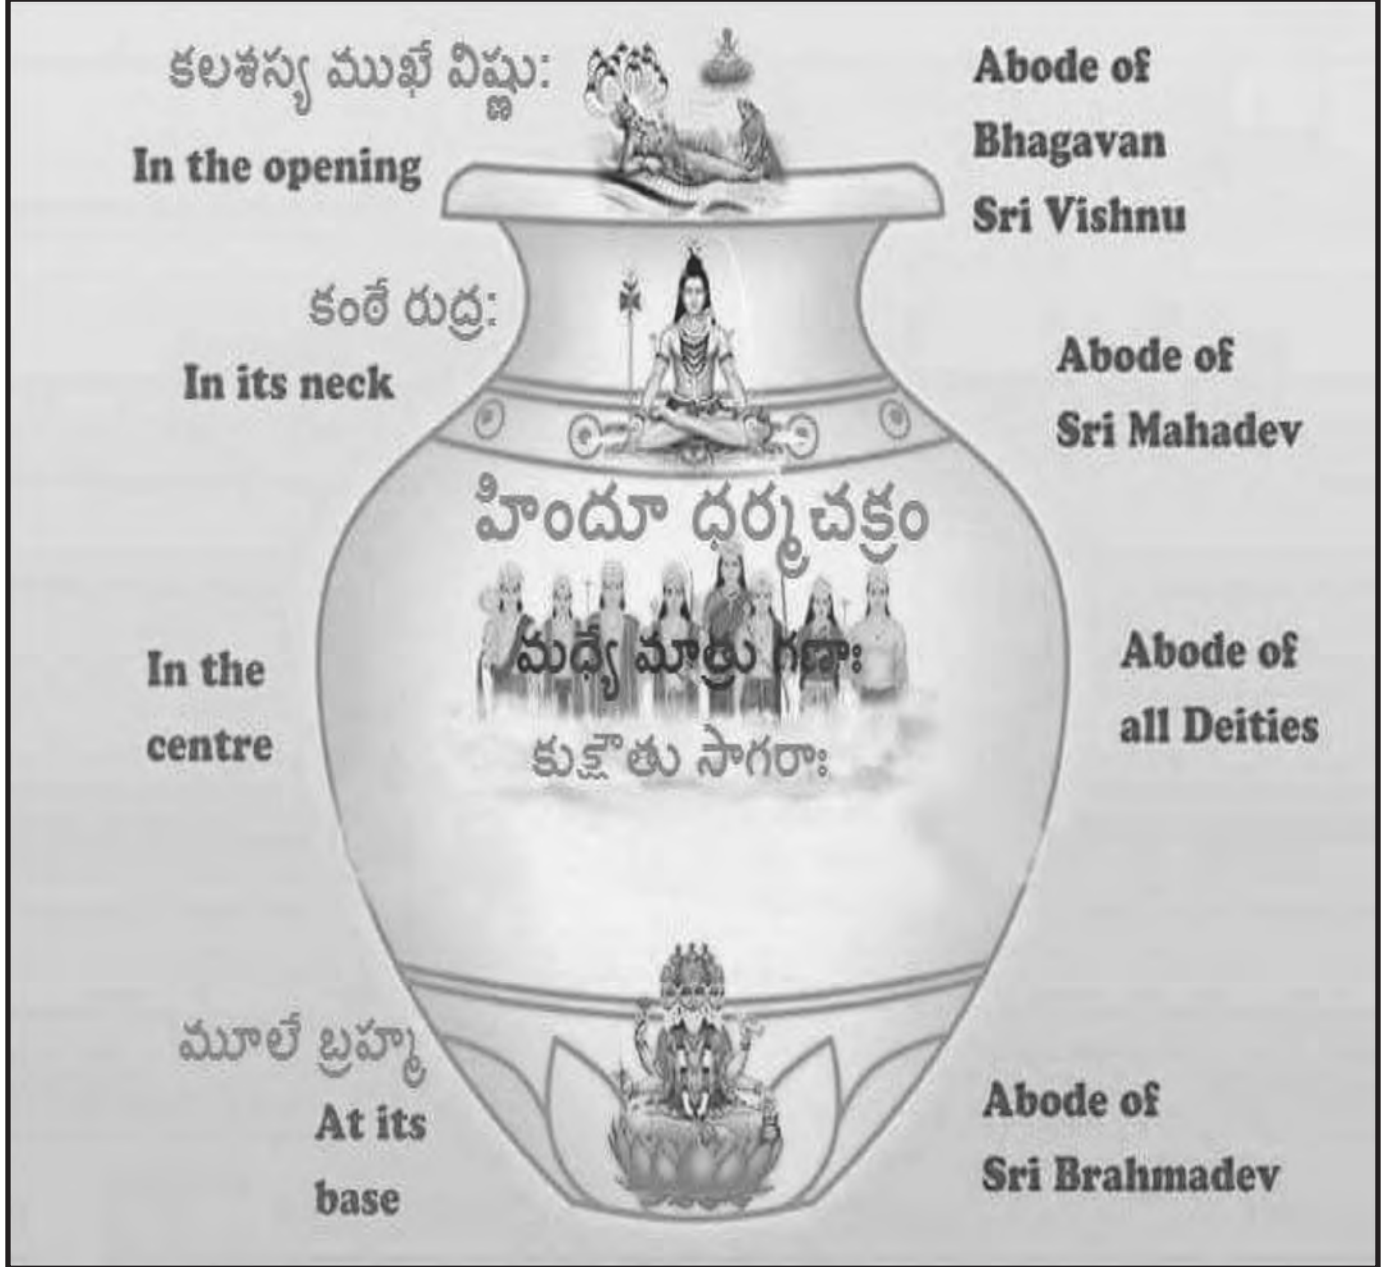 కలశస్య ముఖే విష్ణు:
In the opening
Abode of
Bhagavan
Sri Vishnu
కంఠే రుద్ర:
In its neck
Abode of
Sri Mahadev
హిందూ ధర్మచక్రం
మధ్యే మాత్రు గణాః
కుక్షౌతు సాగరాః
In the
centre
Abode of
all Deities
మూలే బ్రహ్మ
At its
base
Abode of
Sri Brahmadev